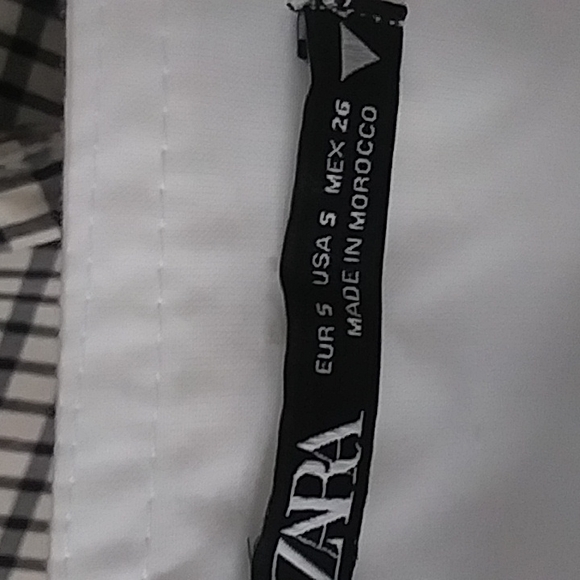 ZARA
EUR S USA S MEX 26
MADE IN MOROCCO